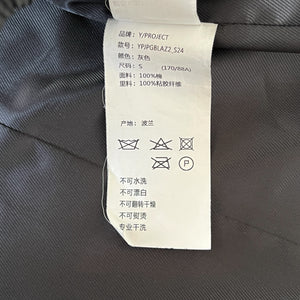 品牌: Y/PROJECT
款号: YPJPGBLAZ2_S24
颜色: 灰色
尺码: S (170/88A)
面料: 100%棉
里料: 100%粘胶纤维
产地: 波兰
P
不可水洗
不可漂白
不可翻转干燥
不可熨烫
专业干洗